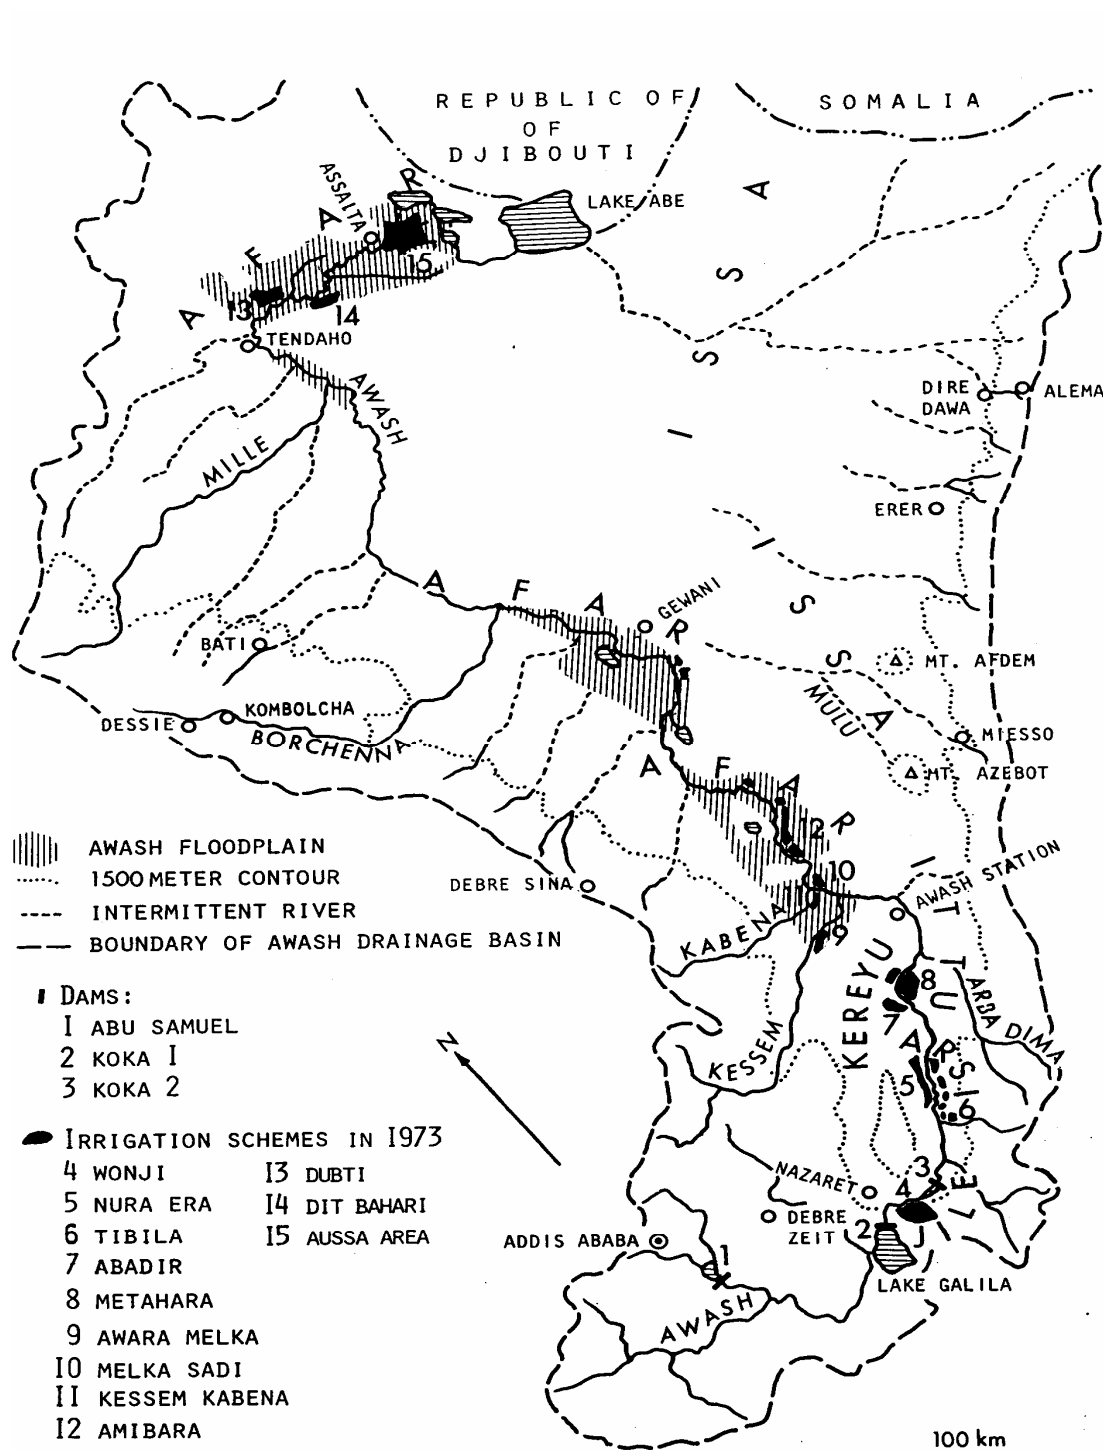 REPUBLIC OF
OF
DJIBOUTI
SOMALIA
ASSAITA
LAKE ABE
AFAR
ISSA
13
14
15
TENDAHO
AWASH
MILLE
DIRE
DAWA
ALEMA
ERER
AFAR
GEWANI
ISSA
BATI
MT. AFDEM
MULU
DESSIE
KOMBOLCHA
BORCHENNA
MIESSO
MT. AZEBOT
AFAR
12
10
11
9
DEBRE SINA
AWASH STATION
KABENA
ITTU
KEREYU
8
7
ARBA DIMA
KESSEM
ARSI
5
6
NAZARET
3
4
JILE
DEBRE
ZEIT
2
ADDIS ABABA
1
LAKE GALILA
AWASH
AWASH FLOODPLAIN
1500 METER CONTOUR
INTERMITTENT RIVER
BOUNDARY OF AWASH DRAINAGE BASIN
DAMS:
1 ABU SAMUEL
2 KOKA 1
3 KOKA 2
N
IRRIGATION SCHEMES IN 1973
4 WONJI
5 NURA ERA
6 TIBILA
7 ABADIR
8 METAHARA
9 AWARA MELKA
10 MELKA SADI
11 KESSEM KABENA
12 AMIBARA
13 DUBTI
14 DIT BAHARI
15 AUSSA AREA
100 km